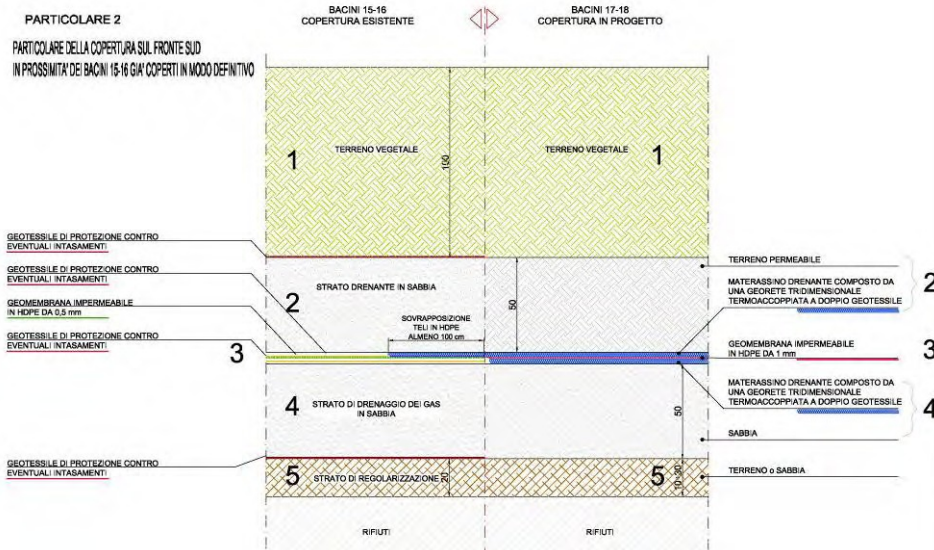 PARTICOLARE 2
PARTICOLARE DELLA COPERTURA SUL FRONTE SUD
IN PROSSIMITA' DEI BACINI 15-16 GIA' COPERTI IN MODO DEFINITIVO
BACINI 15-16
COPERTURA ESISTENTE
BACINI 17-18
COPERTURA IN PROGETTO
1
TERRENO VEGETALE
100
TERRENO VEGETALE
1
GEOTESSILE DI PROTEZIONE CONTRO
EVENTUALI INTASAMENTI
GEOTESSILE DI PROTEZIONE CONTRO
EVENTUALI INTASAMENTI
GEOMEMBRANA IMPERMEABILE
IN HDPE DA 0,5 mm
GEOTESSILE DI PROTEZIONE CONTRO
EVENTUALI INTASAMENTI
GEOTESSILE DI PROTEZIONE CONTRO
EVENTUALI INTASAMENTI
2
STRATO DRENANTE IN SABBIA
SOVRAPPOSIZIONE
TELI IN HDPE
ALMENO 100 cm
50
3
4
STRATO DI DRENAGGIO DEI GAS
IN SABBIA
50
5
STRATO DI REGOLARIZZAZIONE
20
5
10-30
RIFIUTI
RIFIUTI
TERRENO PERMEABILE
MATERASSO DRENANTE COMPOSTO DA
UNA GEORETE TRIDIMENSIONALE
TERMOACCOPPIATA A DOPPIO GEOTESSILE
2
GEOMEMBRANA IMPERMEABILE
IN HDPE DA 1 mm
3
MATERASSINO DRENANTE COMPOSTO DA
UNA GEORETE TRIDIMENSIONALE
TERMOACCOPPIATA A DOPPIO GEOTESSILE
4
SABBIA
TERRENO o SABBIA